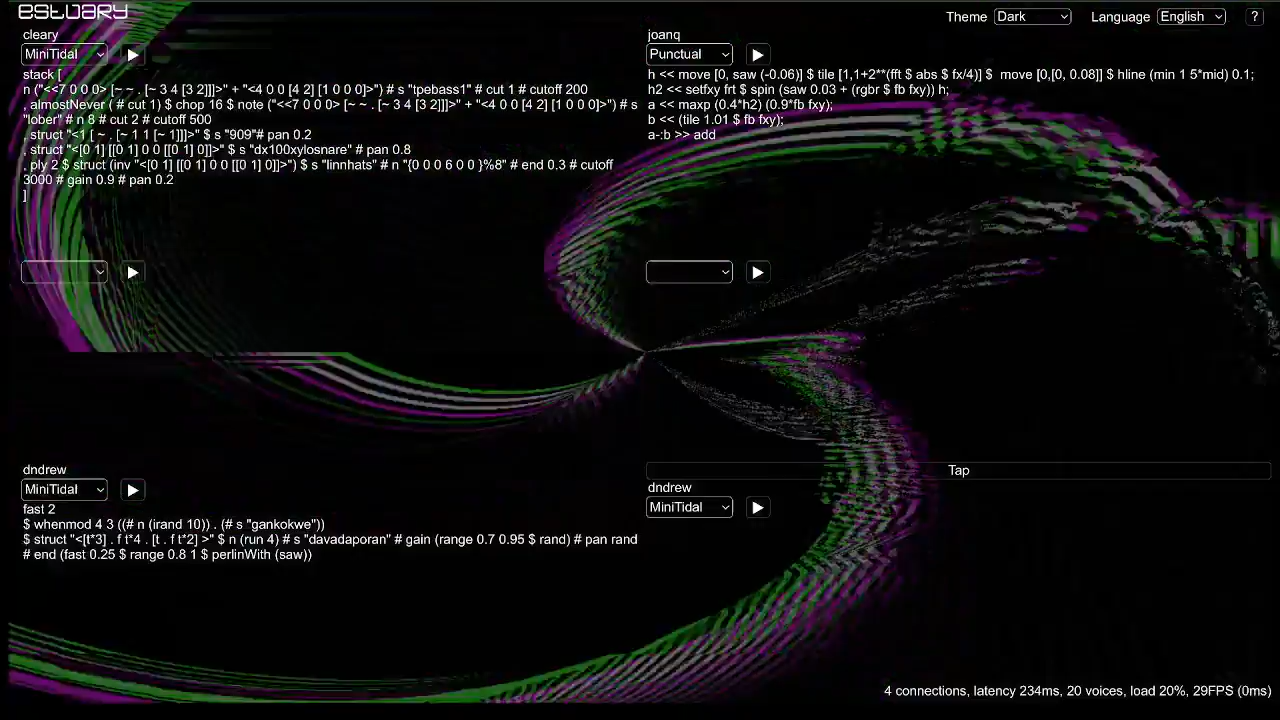 estuary
Theme Dark Language English ?
cleary
MiniTidal
stack [
n ("<<7 0 0 0> [~ ~ . [~ 3 4 [3 2]]]>" + "<4 0 0 [4 2] [1 0 0 0]>") # s "tpebass1" # cut 1 # cutoff 200
, almostNever ( # cut 1) $ chop 16 $ note ("<<7 0 0 0> [~ ~ . [~ 3 4 [3 2]]]>" + "<4 0 0 [4 2] [1 0 0 0]>") # s
"lober" # n 8 # cut 2 # cutoff 500
, struct "<1 [ ~ . [~ 1 1 [~ 1]]]>" $ s "909"# pan 0.2
, struct "<[0 1] [[0 1] 0 0 [[0 1] 0]]>" $ s "dx100xylosnare" # pan 0.8
, ply 2 $ struct (inv "<[0 1] [[0 1] 0 0 [[0 1] 0]]>") $ s "linnhats" # n "{0 0 0 6 0 0 }%8" # end 0.3 # cutoff
3000 # gain 0.9 # pan 0.2
]
joanq
Punctual
h << move [0, saw (-0.06)] $ tile [1,1+2**(fft $ abs $ fx/4)] $  move [0,[0, 0.08]] $ hline (min 1 5*mid) 0.1;
h2 << setfxy frt $ spin (saw 0.03 + (rgbr $ fb fxy)) h;
a << maxp (0.4*h2) (0.9*fb fxy);
b << (tile 1.01 $ fb fxy);
a-:b >> add
dndrew
MiniTidal
fast 2
$ whenmod 4 3 ((# n (irand 10)) . (# s "gankokwe"))
$ struct "<[t*3] . f t*4 . [t . f t*2] >" $ n (run 4) # s "davadaporan" # gain (range 0.7 0.95 $ rand) # pan rand
# end (fast 0.25 $ range 0.8 1 $ perlinWith (saw))
Tap
dndrew
MiniTidal
4 connections, latency 234ms, 20 voices, load 20%, 29FPS (0ms)